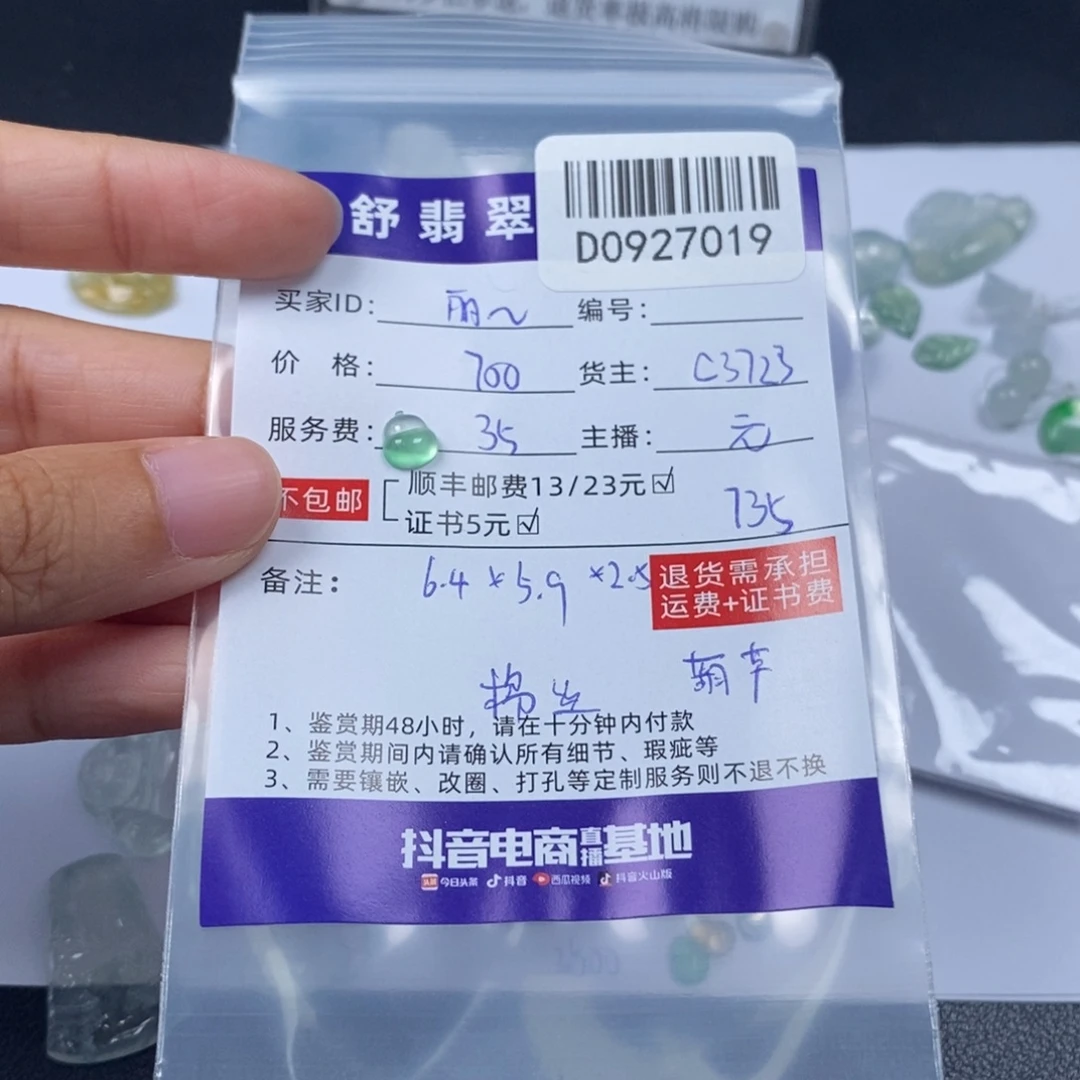 舒翡翠
D0927019
买家ID: 丽~ 编号:
价 格: 700 货主: C3723
服务费: 35 主播: 元
不包邮 顺丰邮费13/23元☑
证书5元☑ 735
备注: 6.4*5.9*2.5 退货需承担
运费+证书费
棉生 葫芦
1、鉴赏期48小时，请在十分钟内付款
2、鉴赏期间内请确认所有细节、瑕疵等
3、需要镶嵌、改圈、打孔等定制服务则不退不换
抖音电商直播基地
头条 今日头条 抖音 西瓜视频 抖音火山版